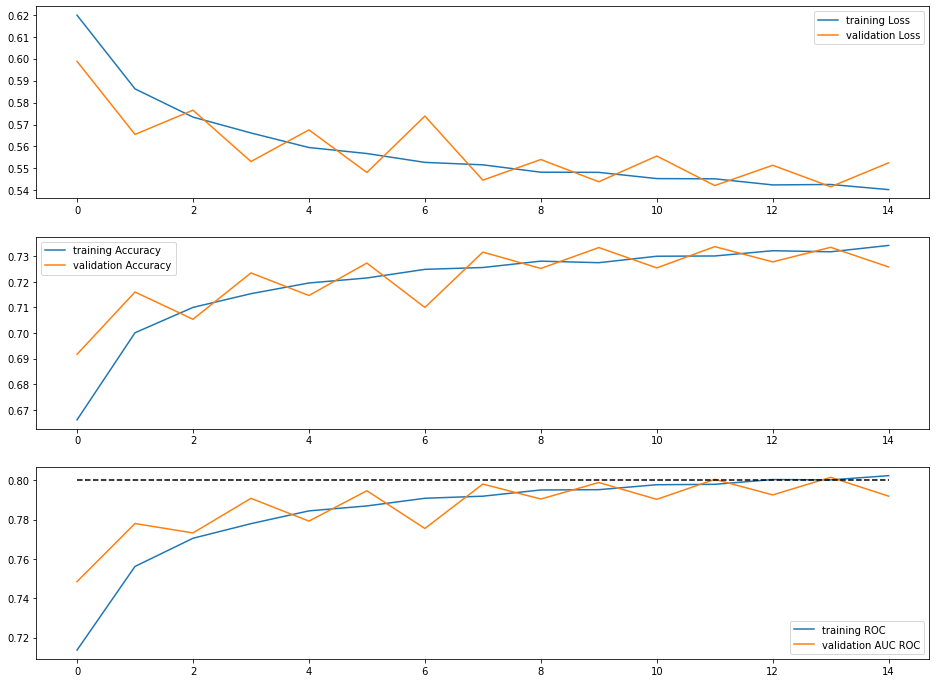 0.62
0.61
0.60
0.59
0.58
0.57
0.56
0.55
0.54
training Loss
validation Loss
0 2 4 6 8 10 12 14
0.73
0.72
0.71
0.70
0.69
0.68
0.67
training Accuracy
validation Accuracy
0 2 4 6 8 10 12 14
0.80
0.78
0.76
0.74
0.72
training ROC
validation AUC ROC
0 2 4 6 8 10 12 14